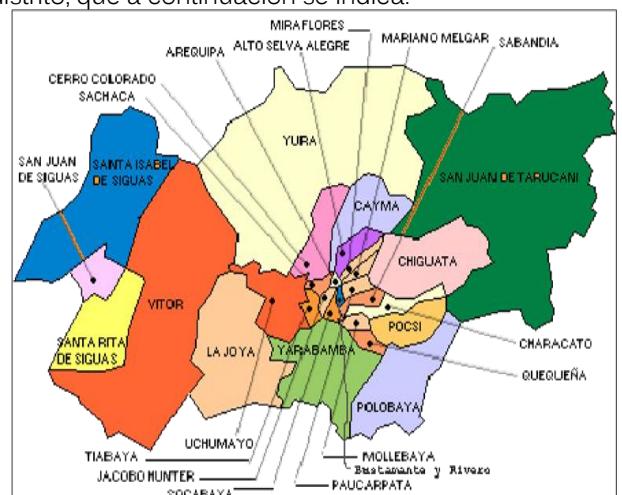 distrito, que a continuación se indica.
MIRAFLORES
AREQUIPA
ALTO SELVA ALEGRE
MARIANO MELGAR
SABANDIA
CERRO COLORADO
SACHACA
YURA
SAN JUAN
DE SIGUAS
SANTA ISABEL
DE SIGUAS
SAN JUAN DE TARUCANI
CAYMA
CHIGUATA
VITOR
SANTA RITA
DE SIGUAS
LA JOYA
YARABAMBA
POCSI
CHARACATO
QUEQUEÑA
POLOBAYA
UCHUMAYO
TIABAYA
MOLLEBAYA
Bustamante y Rivero
JACOBO HUNTER
PAUCARPATA
SOCABAYA